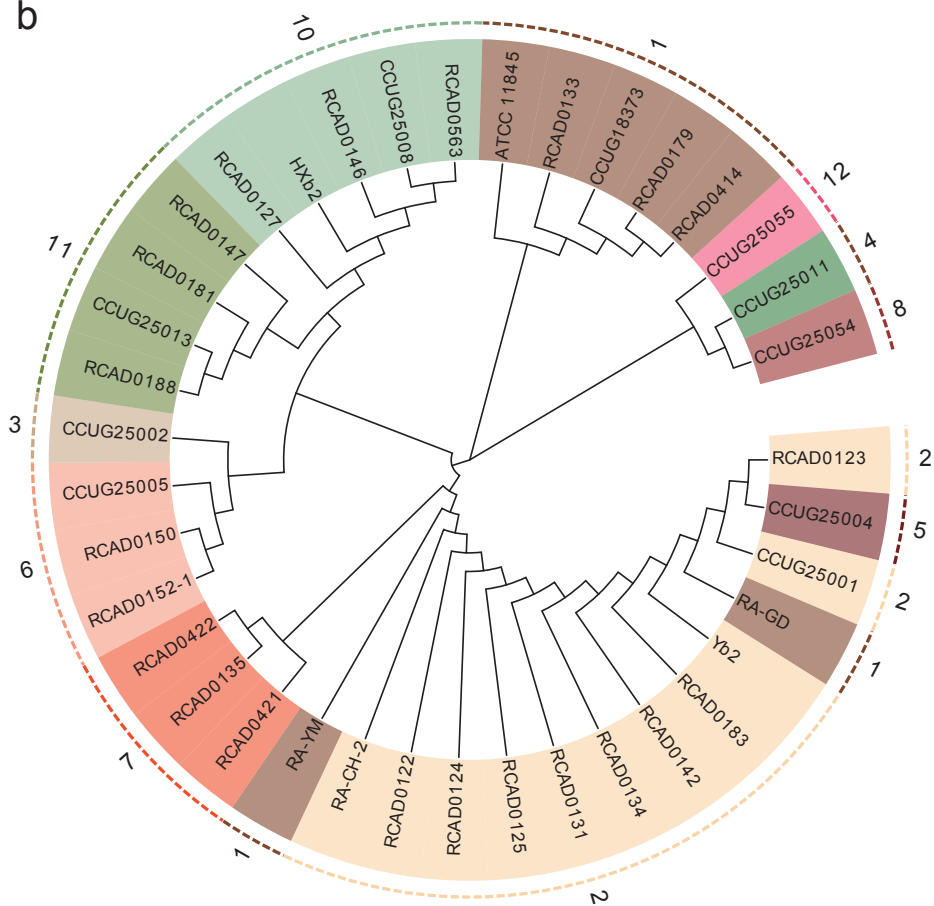 b
10
1
12
4
8
2
5
2
1
2
1
7
6
3
11
ATCC 11845
RCAD0133
CCUG18373
RCAD0179
RCAD0414
CCUG25055
CCUG25011
CCUG25054
RCAD0123
CCUG25004
CCUG25001
RA-GD
Yb2
RCAD0183
RCAD0142
RCAD0134
RCAD0131
RCAD0125
RCAD0124
RCAD0122
RA-CH-2
RA-YM
RCAD0421
RCAD0135
RCAD0422
RCAD0152-1
RCAD0150
CCUG25005
CCUG25002
RCAD0188
CCUG25013
RCAD0181
RCAD0147
RCAD0127
HXb2
RCAD0146
CCUG25008
RCAD0563